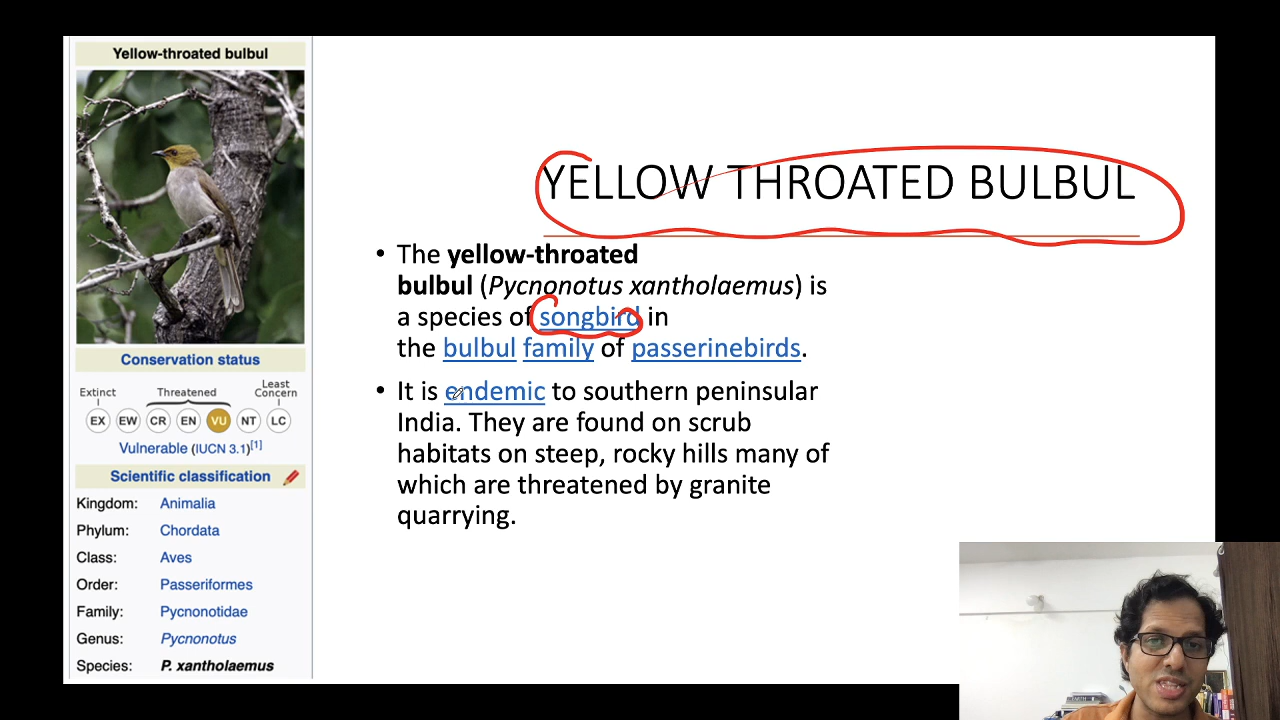 Yellow-throated bulbul
Conservation status
Extinct
Threatened
Least
Concern
EX EW CR EN VU NT LC
Vulnerable (IUCN 3.1)[1]
Scientific classification
Kingdom: Animalia
Phylum: Chordata
Class: Aves
Order: Passeriformes
Family: Pycnonotidae
Genus: Pycnonotus
Species: P. xantholaemus
YELLOW THROATED BULBUL
• The yellow-throated
bulbul (Pycnonotus xantholaemus) is
a species of songbird in
the bulbul family of passerinebirds.
• It is endemic to southern peninsular
India. They are found on scrub
habitats on steep, rocky hills many of
which are threatened by granite
quarrying.